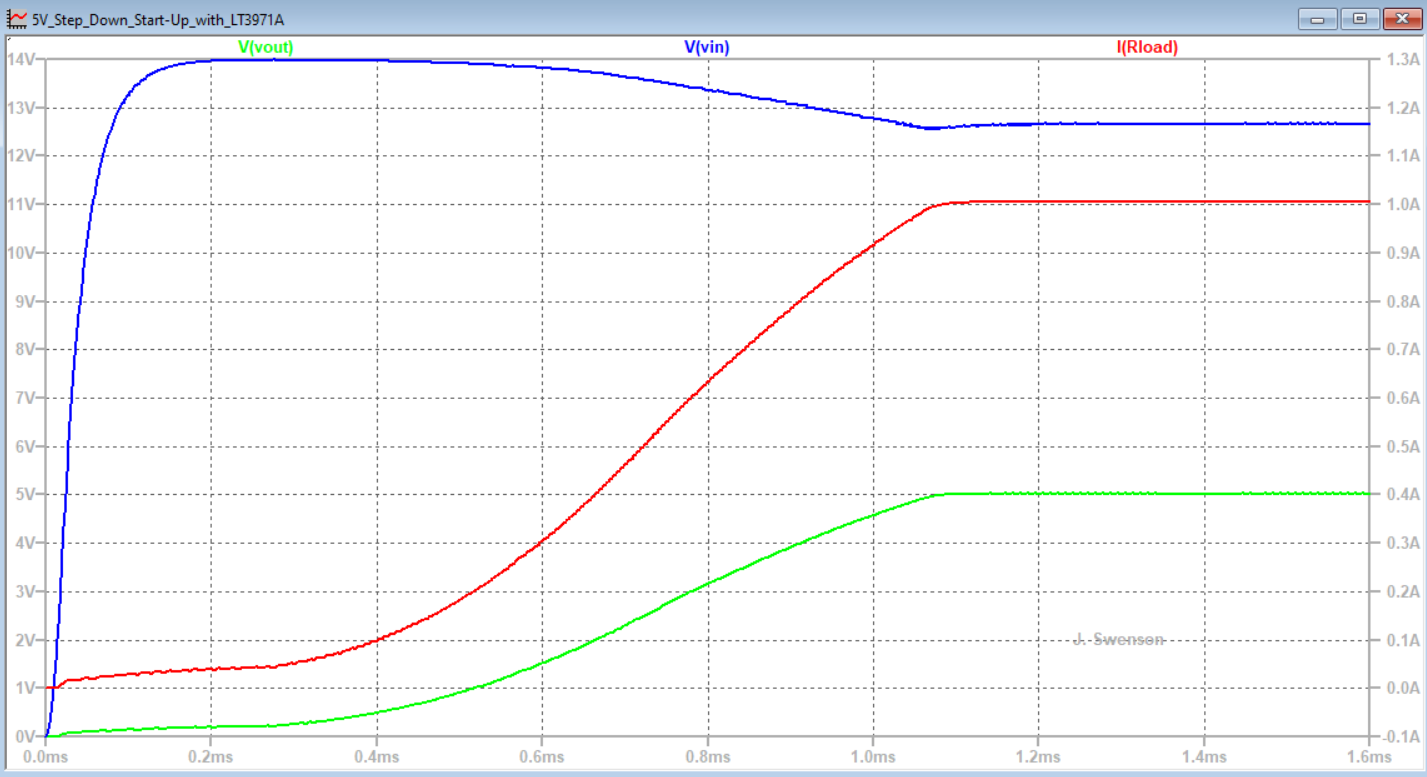 5V_Step_Down_Start-Up_with_LT3971A
V(vout) V(vin) I(Rload)
14V 1.3A
13V 1.2A
12V 1.1A
11V 1.0A
10V 0.9A
9V 0.8A
8V 0.7A
7V 0.6A
6V 0.5A
5V 0.4A
4V 0.3A
3V 0.2A
2V J. Swenson 0.1A
1V 0.0A
0V -0.1A
0.0ms 0.2ms 0.4ms 0.6ms 0.8ms 1.0ms 1.2ms 1.4ms 1.6ms